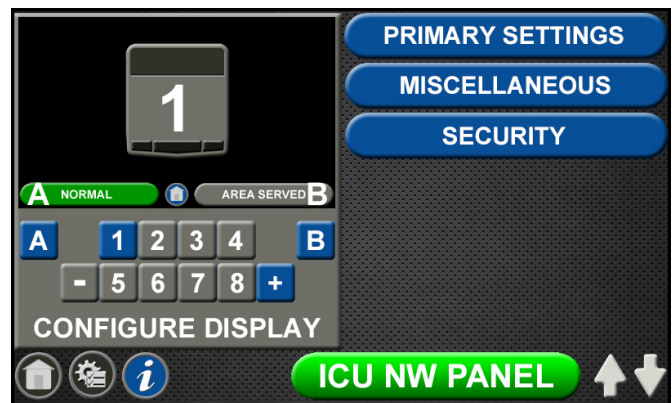 1
A NORMAL
AREA SERVED B
A 1 2 3 4 B
- 5 6 7 8 +
CONFIGURE DISPLAY
PRIMARY SETTINGS
MISCELLANEOUS
SECURITY
i
ICU NW PANEL